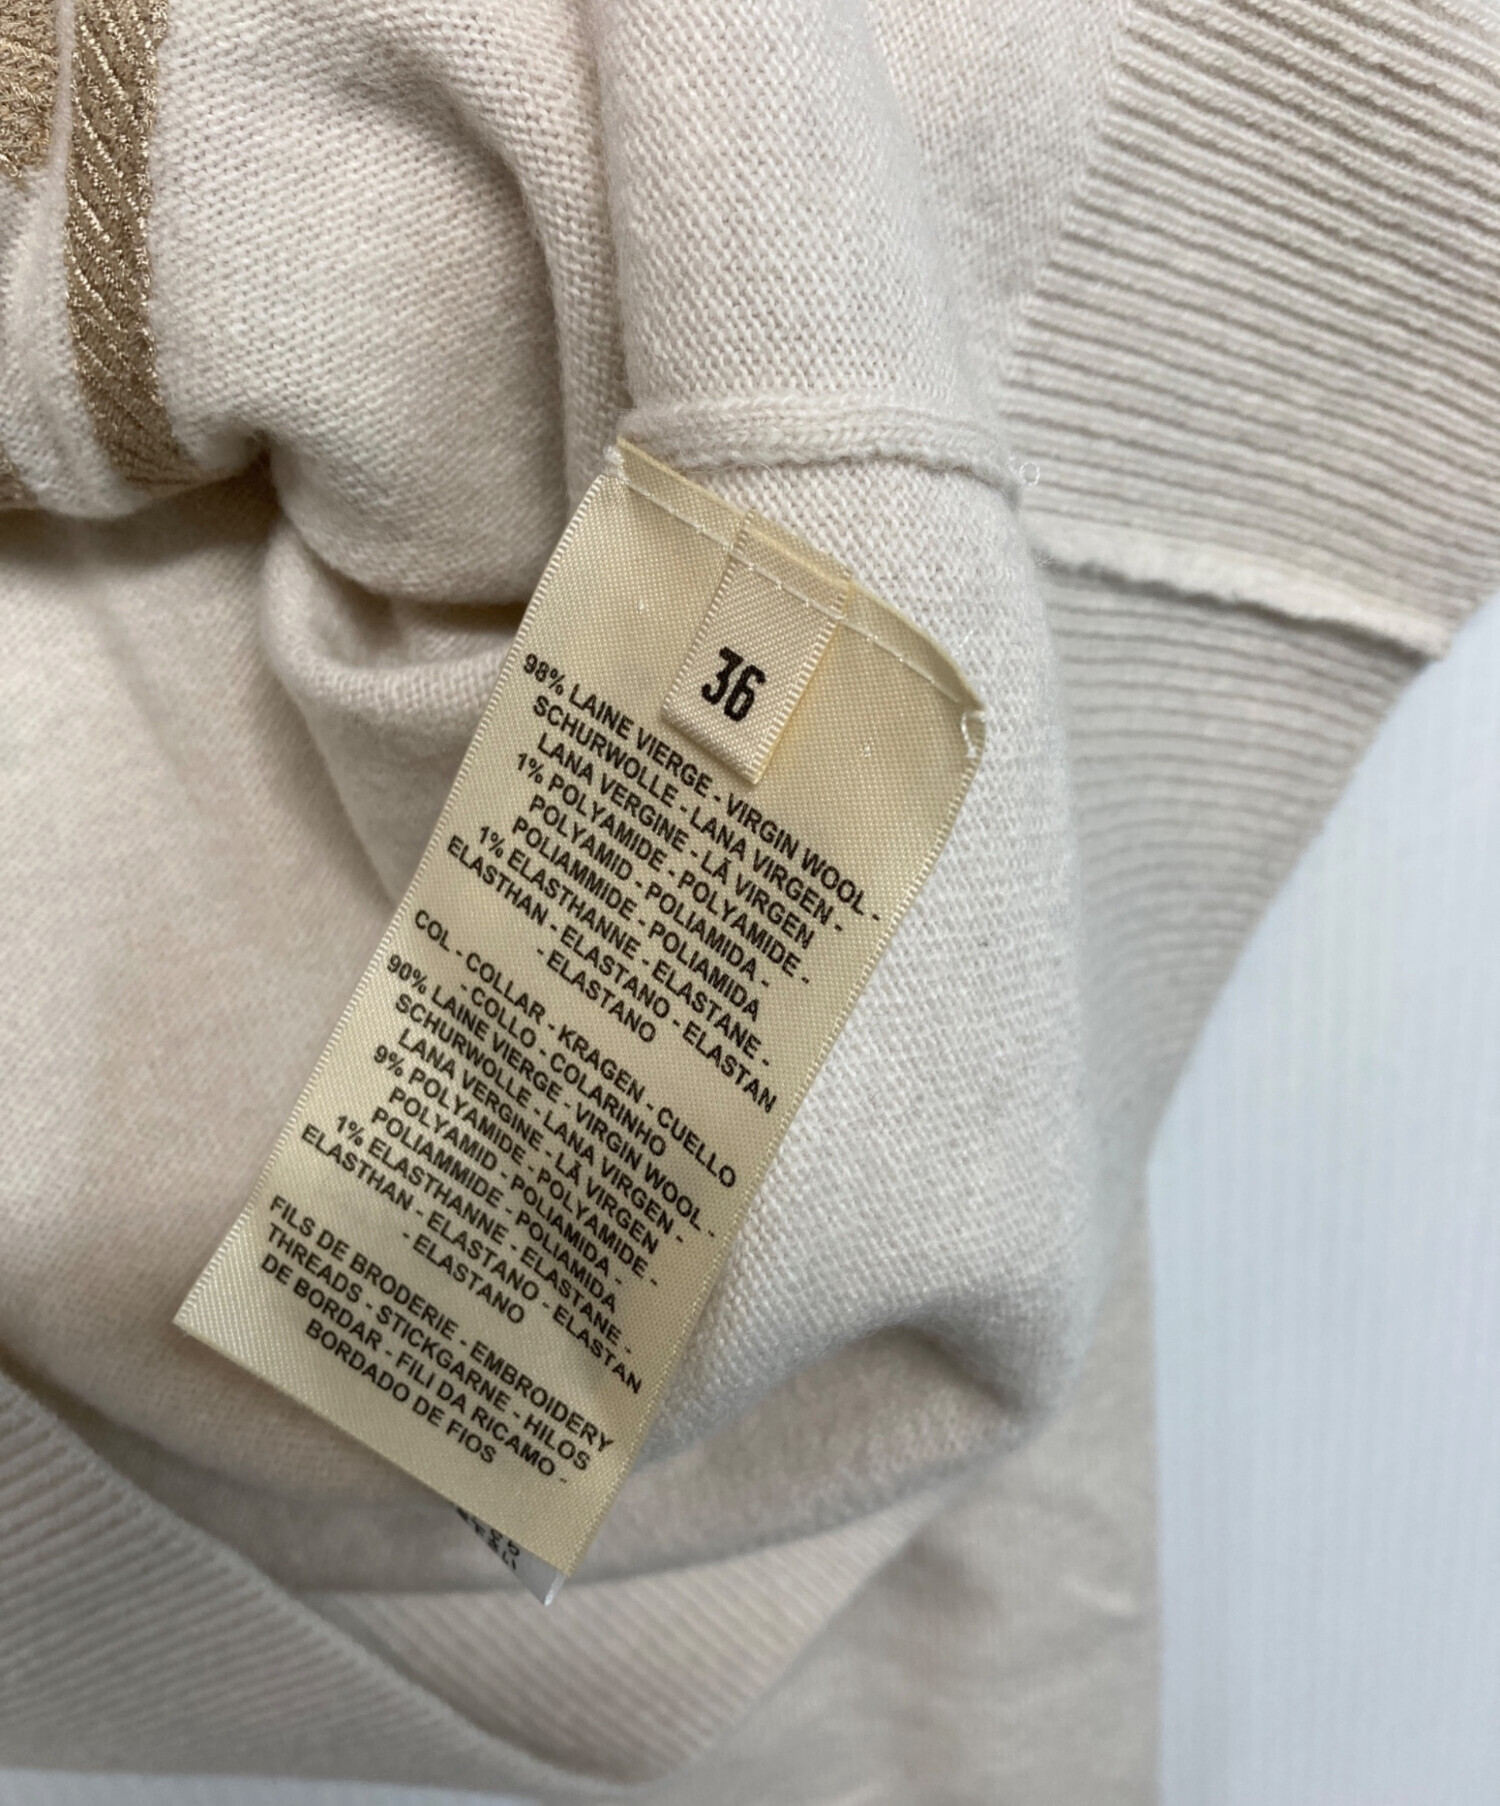 36
98% LAINE VIERGE - VIRGIN WOOL -
SCHURWOLLE - LANA VIRGEN -
LANA VERGINE - LÃ VIRGEN
1% POLYAMIDE - POLYAMIDE -
POLYAMID - POLIAMIDA -
POLIAMMIDE - POLIAMIDA
1% ELASTHANNE - ELASTANE -
ELASTHAN - ELASTANO - ELASTAN
- ELASTANO
COL - COLLAR - KRAGEN - CUELLO
- COLLO - COLARINHO
90% LAINE VIERGE - VIRGIN WOOL -
SCHURWOLLE - LANA VIRGEN -
LANA VERGINE - LÃ VIRGEN
9% POLYAMIDE - POLYAMIDE -
POLYAMID - POLIAMIDA -
POLIAMMIDE - POLIAMIDA
1% ELASTHANNE - ELASTANE -
ELASTHAN - ELASTANO - ELASTAN
- ELASTANO
FILS DE BRODERIE - EMBROIDERY
THREADS - STICKGARNE - HILOS
DE BORDAR - FILI DA RICAMO -
BORDADO DE FIOS